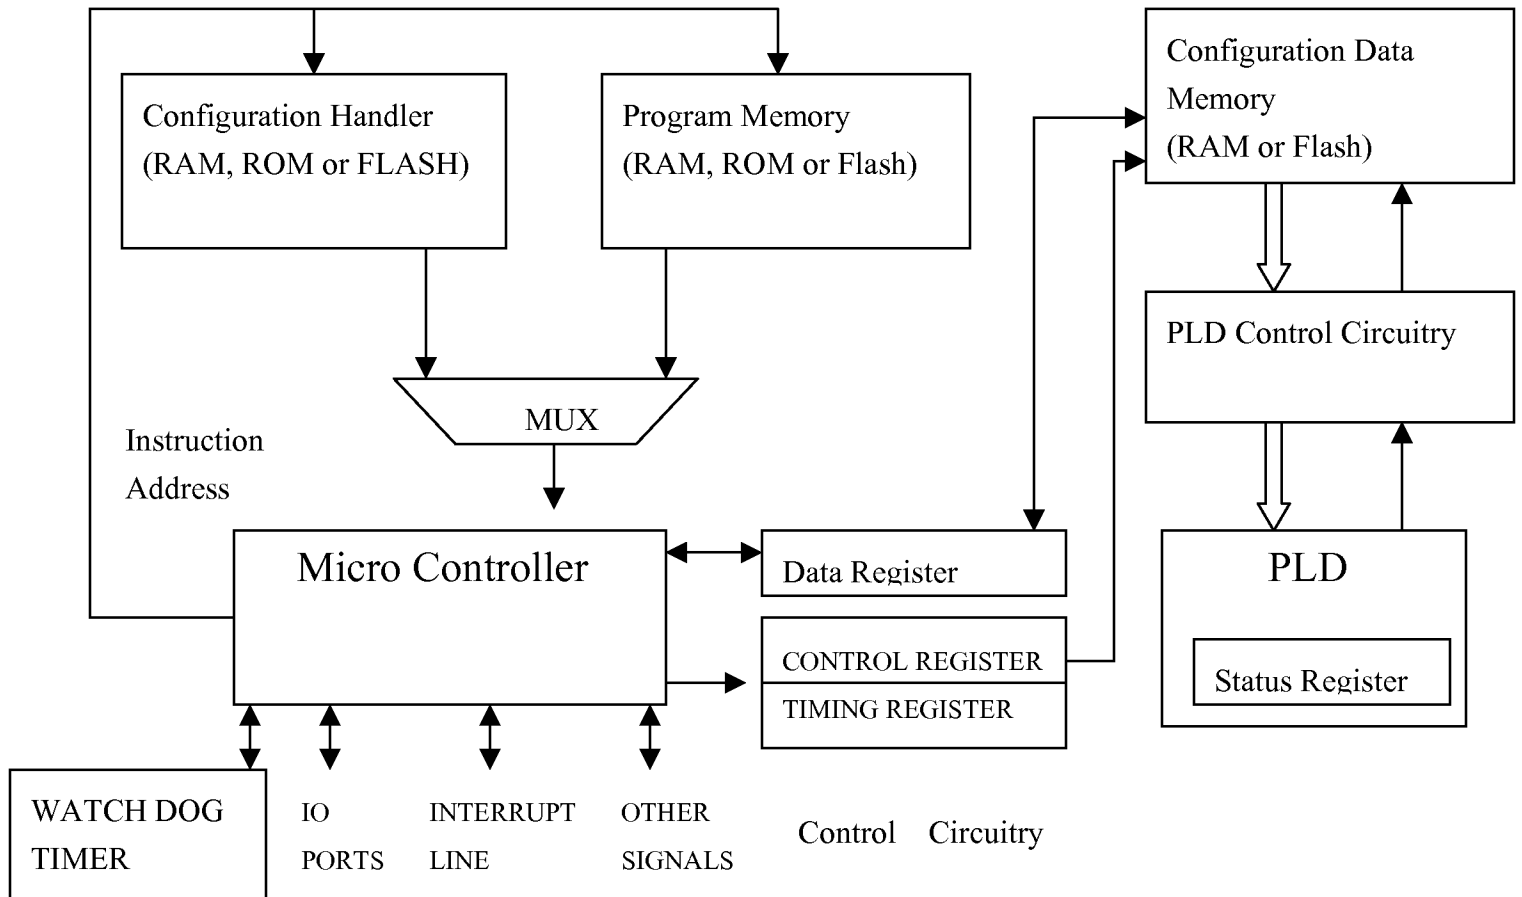 Configuration Handler
(RAM, ROM or FLASH)
Program Memory
(RAM, ROM or Flash)
Configuration Data
Memory
(RAM or Flash)
PLD Control Circuitry
MUX
Instruction
Address
Micro Controller
Data Register
CONTROL REGISTER
TIMING REGISTER
PLD
Status Register
WATCH DOG
TIMER
IO
PORTS
INTERRUPT
LINE
OTHER
SIGNALS
Control Circuitry